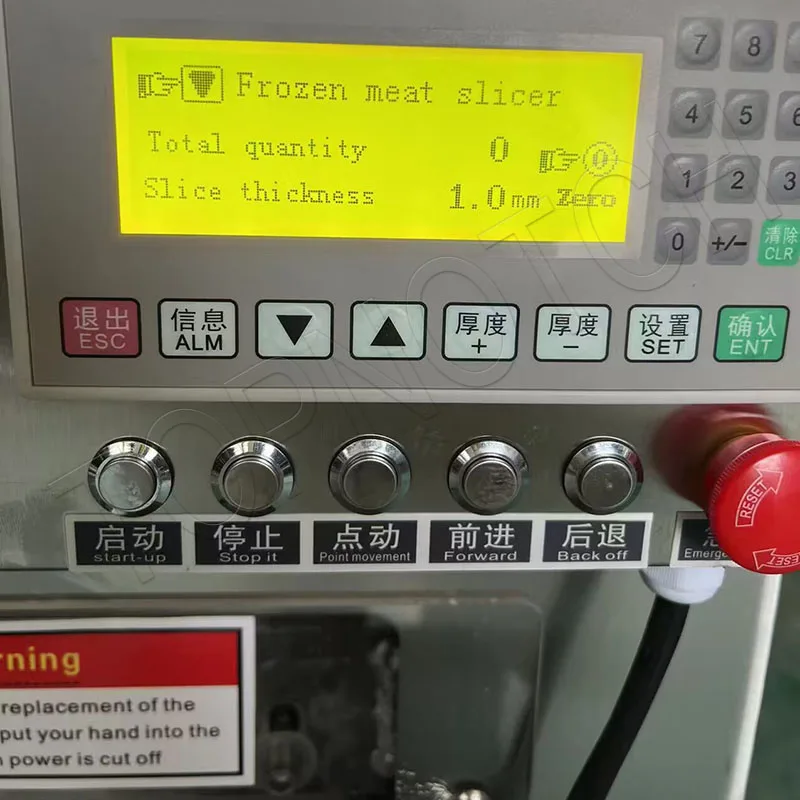 Frozen meat slicer
Total quantity 0 0
Slice thickness 1.0mm Zero
7 8
4 5 6
1 2 3
0 +/- 清除 CLR
退出 ESC
信息 ALM
▼
▲
厚度 +
厚度 -
设置 SET
确认 ENT
启动 start-up
停止 Stop it
点动 Point movement
前进 Forward
后退 Back off
RESET
RESET
replacement of the
put your hand into the
power is cut off
TOPNOTCH